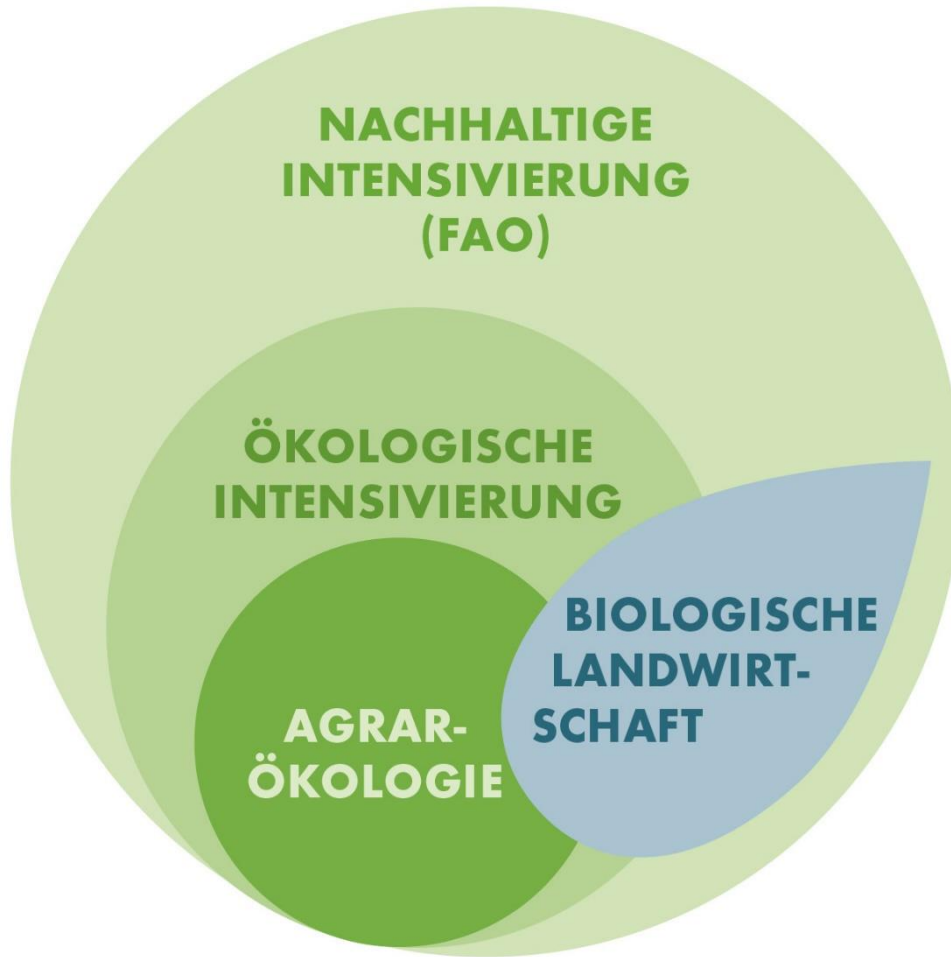 NACHHALTIGE
INTENSIVIERUNG
(FAO)
ÖKOLOGISCHE
INTENSIVIERUNG
BIOLOGISCHE
LANDWIRT-
SCHAFT
AGRAR-
ÖKOLOGIE